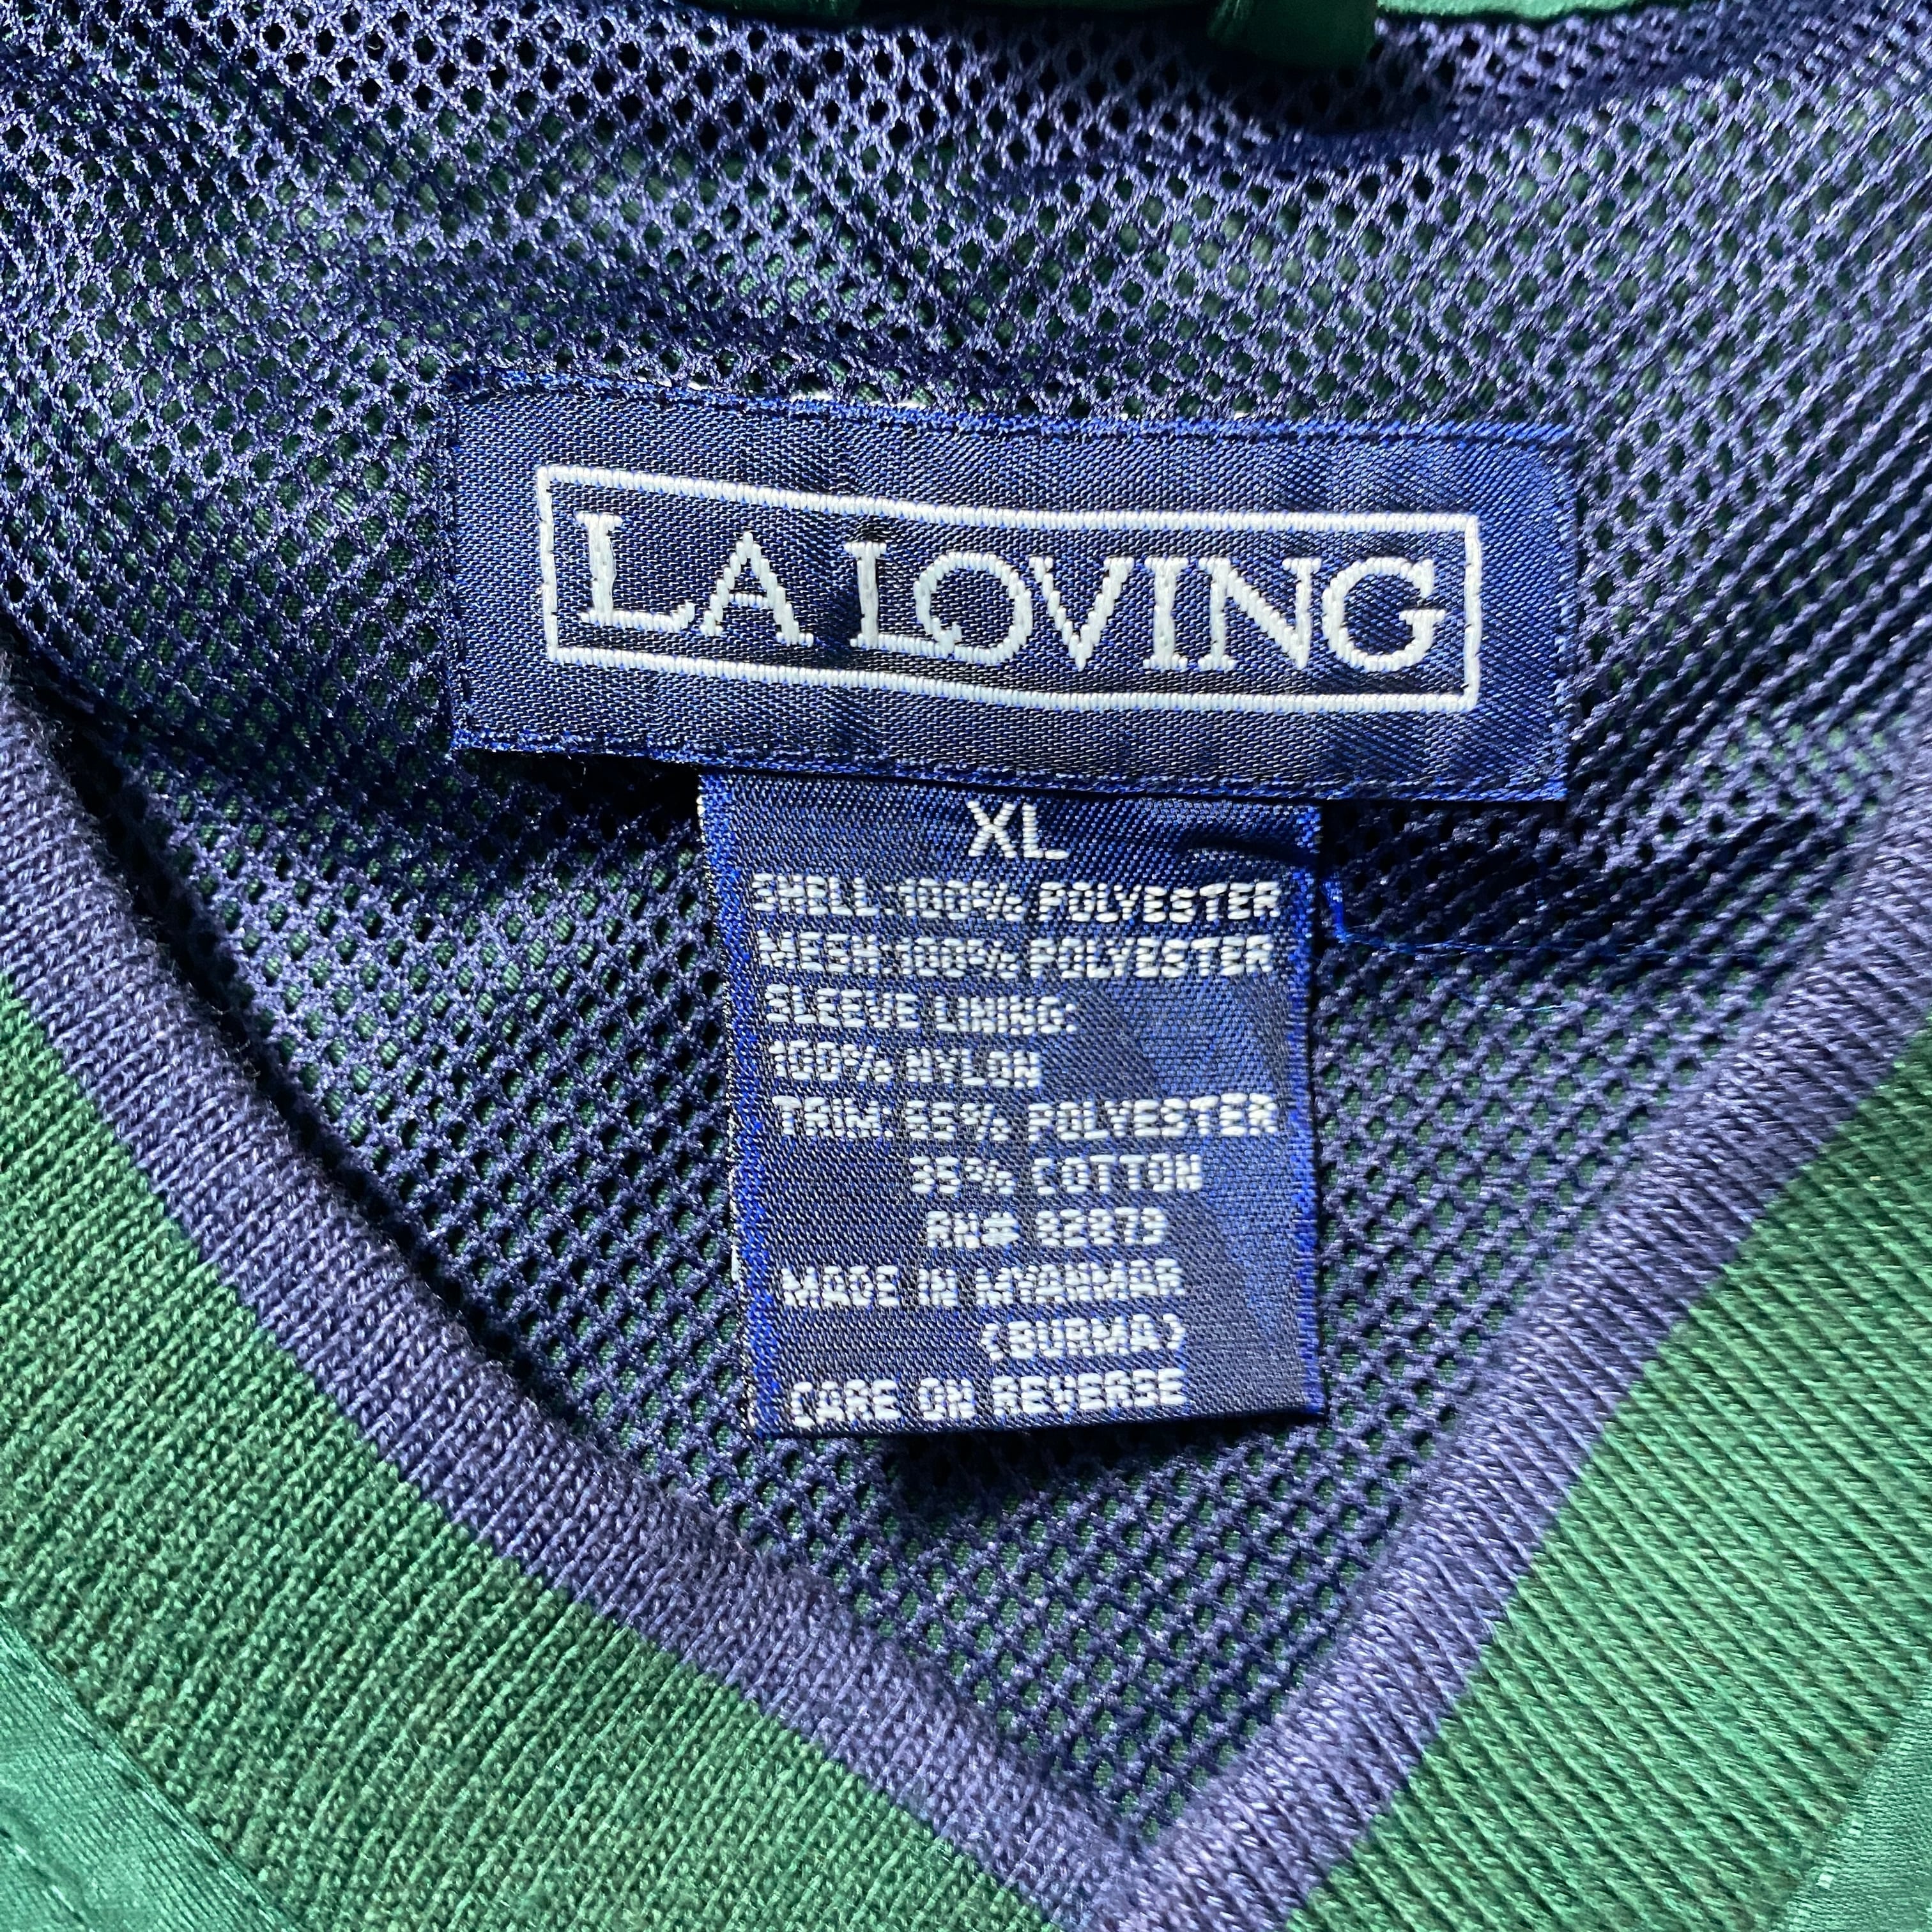 LA LOVING
XL
SHELL:100% POLYESTER
MESH:100% POLYESTER
SLEEVE LINING:
100% NYLON
TRIM: 65% POLYESTER
35% COTTON
RN# 82879
MADE IN MYANMAR
(BURMA)
CARE ON REVERSE